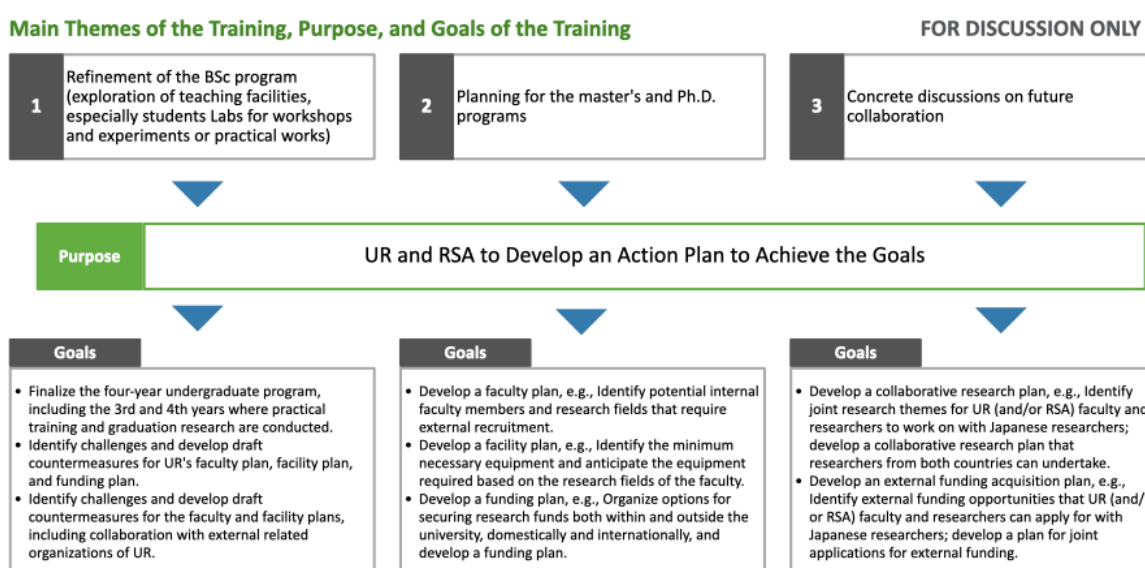 Main Themes of the Training, Purpose, and Goals of the Training
FOR DISCUSSION ONLY
1
Refinement of the BSc program
(exploration of teaching facilities,
especially students Labs for workshops
and experiments or practical works)
2
Planning for the master's and Ph.D.
programs
3
Concrete discussions on future
collaboration
Purpose
UR and RSA to Develop an Action Plan to Achieve the Goals
Goals
• Finalize the four-year undergraduate program,
including the 3rd and 4th years where practical
training and graduation research are conducted.
• Identify challenges and develop draft
countermeasures for UR's faculty plan, facility plan,
and funding plan.
• Identify challenges and develop draft
countermeasures for the faculty and facility plans,
including collaboration with external related
organizations of UR.
Goals
• Develop a faculty plan, e.g., Identify potential internal
faculty members and research fields that require
external recruitment.
• Develop a facility plan, e.g., Identify the minimum
necessary equipment and anticipate the equipment
required based on the research fields of the faculty.
• Develop a funding plan, e.g., Organize options for
securing research funds both within and outside the
university, domestically and internationally, and
develop a funding plan.
Goals
• Develop a collaborative research plan, e.g., Identify
joint research themes for UR (and/or RSA) faculty and
researchers to work on with Japanese researchers;
develop a collaborative research plan that
researchers from both countries can undertake.
• Develop an external funding acquisition plan, e.g.,
Identify external funding opportunities that UR (and/
or RSA) faculty and researchers can apply for with
Japanese researchers; develop a plan for joint
applications for external funding.